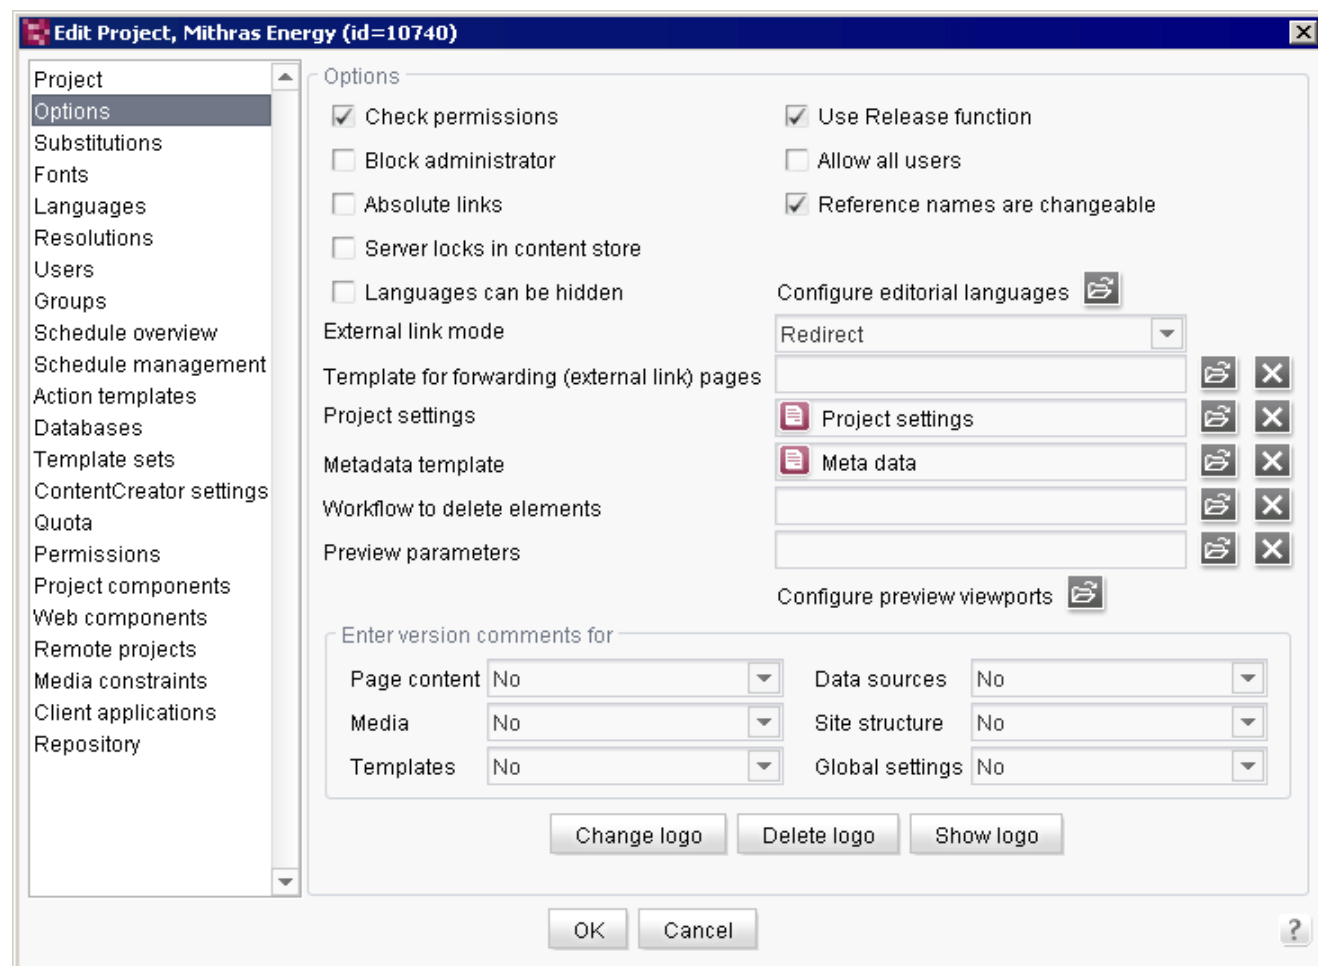 Edit Project, Mithras Energy (id=10740)
Project
Options
Substitutions
Fonts
Languages
Resolutions
Users
Groups
Schedule overview
Schedule management
Action templates
Databases
Template sets
ContentCreator settings
Quota
Permissions
Project components
Web components
Remote projects
Media constraints
Client applications
Repository
Options
Check permissions
Use Release function
Block administrator
Allow all users
Absolute links
Reference names are changeable
Server locks in content store
Languages can be hidden
Configure editorial languages
External link mode
Redirect
Template for forwarding (external link) pages
Project settings
Project settings
Metadata template
Meta data
Workflow to delete elements
Preview parameters
Configure preview viewports
Enter version comments for
Page content No
Data sources No
Media No
Site structure No
Templates No
Global settings No
Change logo
Delete logo
Show logo
OK
Cancel
?